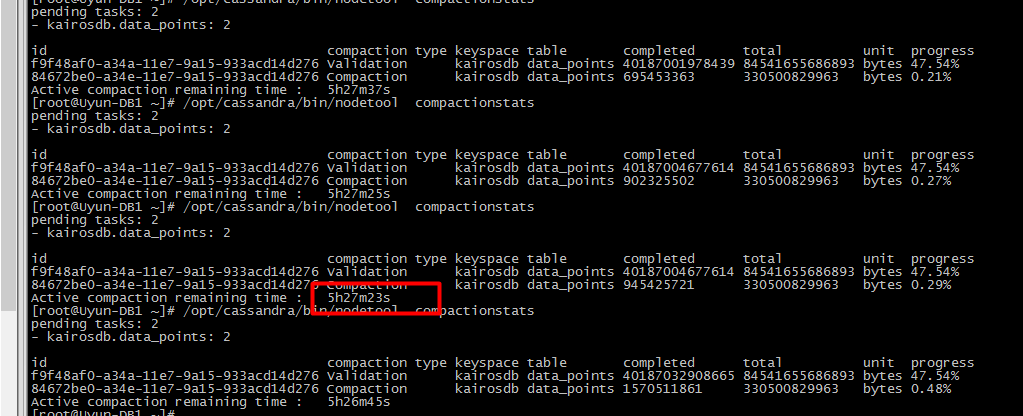 [root@Uyun-DB1 ~]# /opt/cassandra/bin/nodetool  compactionstats
pending tasks: 2
- kairosdb.data_points: 2
id compaction type keyspace table completed total unit progress
f9f48af0-a34a-11e7-9a15-933acd14d276 Validation kairosdb data_points 40187001978439 84541655686893 bytes 47.54%
84672be0-a34e-11e7-9a15-933acd14d276 Compaction kairosdb data_points 695453363 330500829963 bytes 0.21%
Active compaction remaining time : 5h27m37s
[root@Uyun-DB1 ~]# /opt/cassandra/bin/nodetool  compactionstats
pending tasks: 2
- kairosdb.data_points: 2
id compaction type keyspace table completed total unit progress
f9f48af0-a34a-11e7-9a15-933acd14d276 Validation kairosdb data_points 40187004677614 84541655686893 bytes 47.54%
84672be0-a34e-11e7-9a15-933acd14d276 Compaction kairosdb data_points 902325502 330500829963 bytes 0.27%
Active compaction remaining time : 5h27m25s
[root@Uyun-DB1 ~]# /opt/cassandra/bin/nodetool  compactionstats
pending tasks: 2
- kairosdb.data_points: 2
id compaction type keyspace table completed total unit progress
f9f48af0-a34a-11e7-9a15-933acd14d276 Validation kairosdb data_points 40187004677614 84541655686893 bytes 47.54%
84672be0-a34e-11e7-9a15-933acd14d276 Compaction kairosdb data_points 945425721 330500829963 bytes 0.29%
Active compaction remaining time : 5h27m23s
[root@Uyun-DB1 ~]# /opt/cassandra/bin/nodetool  compactionstats
pending tasks: 2
- kairosdb.data_points: 2
id compaction type keyspace table completed total unit progress
f9f48af0-a34a-11e7-9a15-933acd14d276 Validation kairosdb data_points 40187032908665 84541655686893 bytes 47.54%
84672be0-a34e-11e7-9a15-933acd14d276 Compaction kairosdb data_points 1570511861 330500829963 bytes 0.48%
Active compaction remaining time : 5h26m45s
[root@Uyun-DB1 ~]#